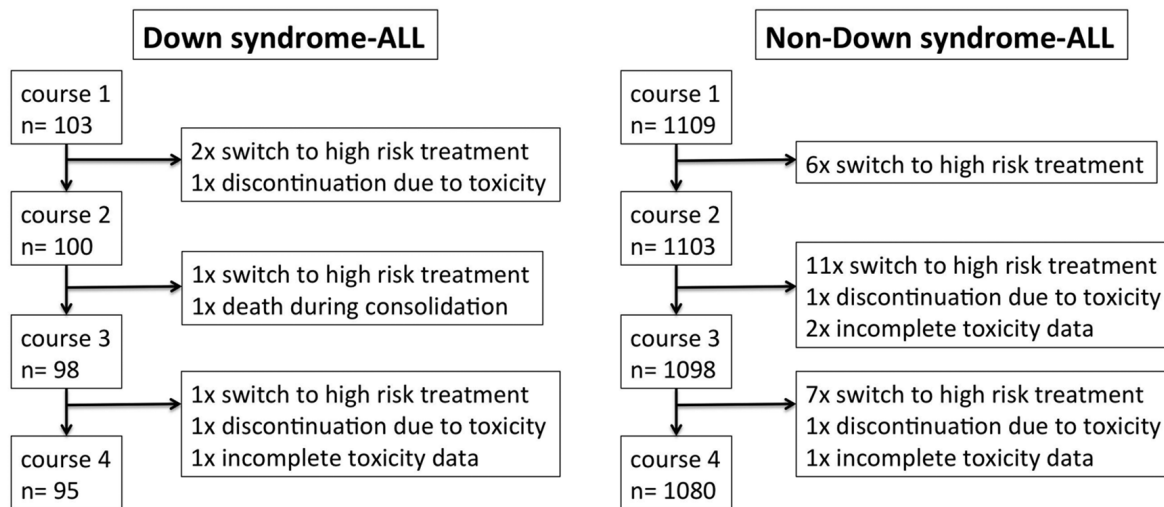 Down syndrome-ALL
course 1
n= 103
2x switch to high risk treatment
1x discontinuation due to toxicity
course 2
n= 100
1x switch to high risk treatment
1x death during consolidation
course 3
n= 98
1x switch to high risk treatment
1x discontinuation due to toxicity
1x incomplete toxicity data
course 4
n= 95
Non-Down syndrome-ALL
course 1
n= 1109
6x switch to high risk treatment
course 2
n= 1103
11x switch to high risk treatment
1x discontinuation due to toxicity
2x incomplete toxicity data
course 3
n= 1098
7x switch to high risk treatment
1x discontinuation due to toxicity
1x incomplete toxicity data
course 4
n= 1080